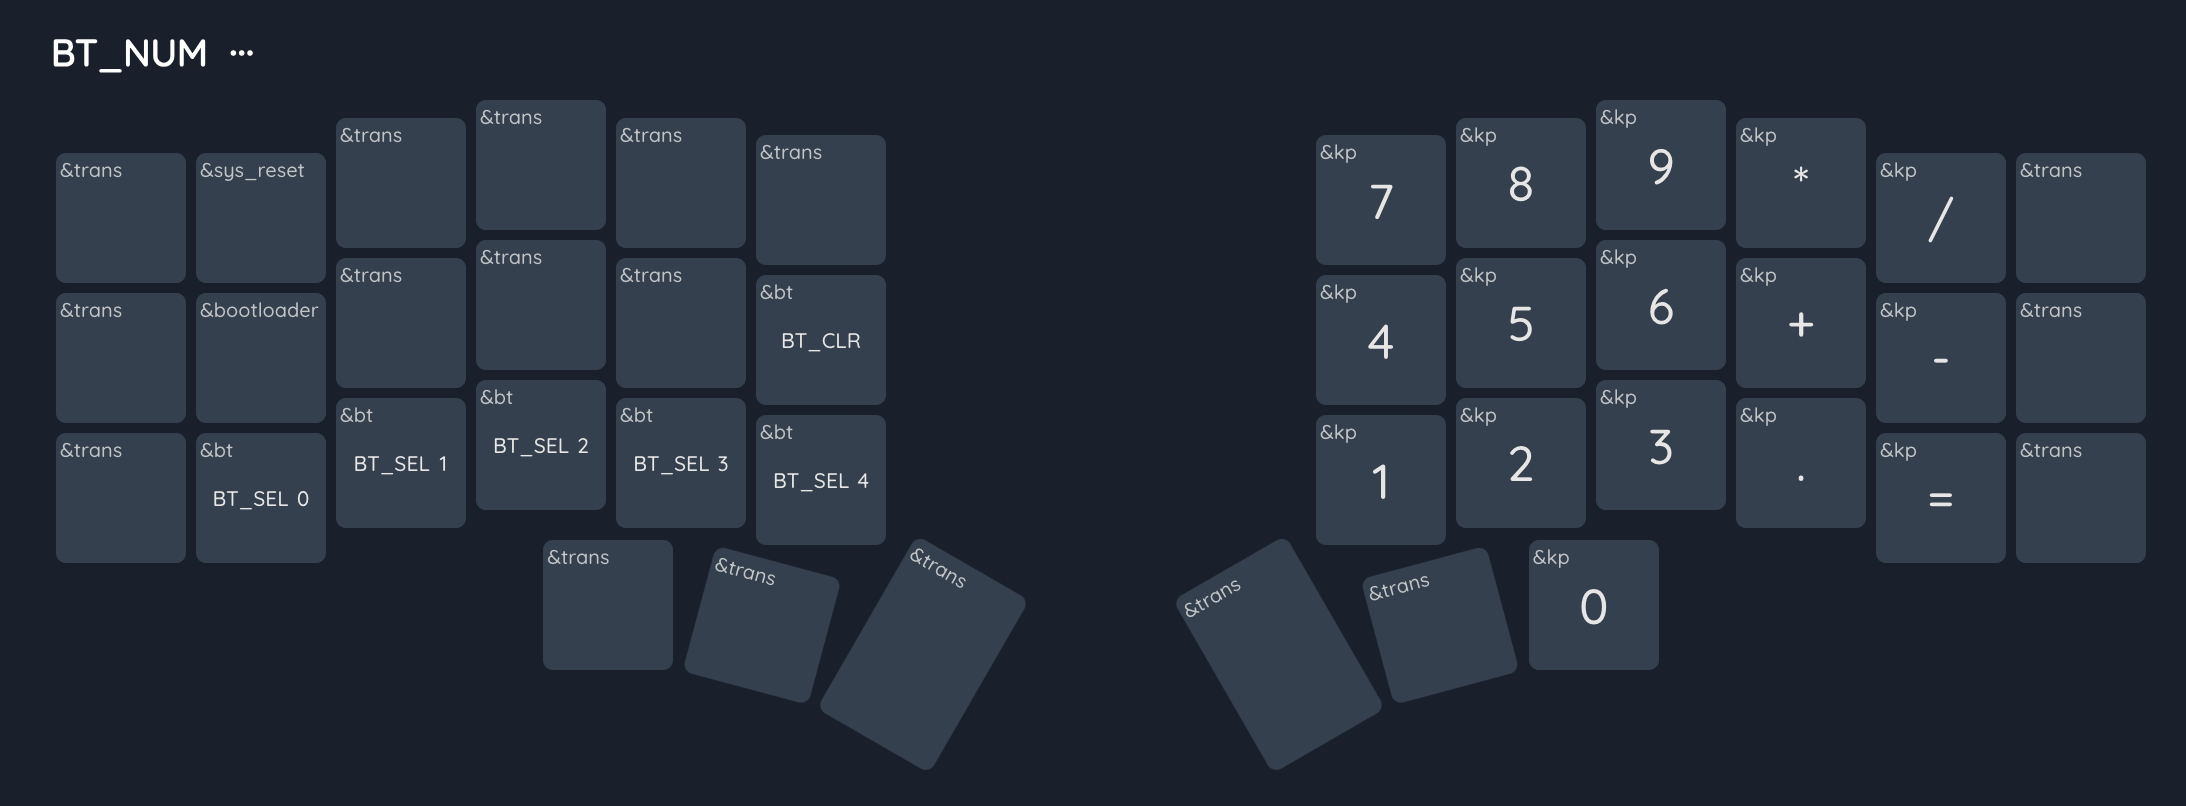 BT_NUM ...
&trans &sys_reset &trans &trans &trans &trans &kp &kp &kp &kp &kp &trans
7 8 9 * /
&trans &bootloader &trans &trans &trans &bt &kp &kp &kp &kp &kp &trans
BT_CLR 4 5 6 + -
&trans &bt &bt &bt &bt &bt &kp &kp &kp &kp &kp &trans
BT_SEL 0 BT_SEL 1 BT_SEL 2 BT_SEL 3 BT_SEL 4 1 2 3 . =
&trans &trans &trans &trans &trans &kp
0